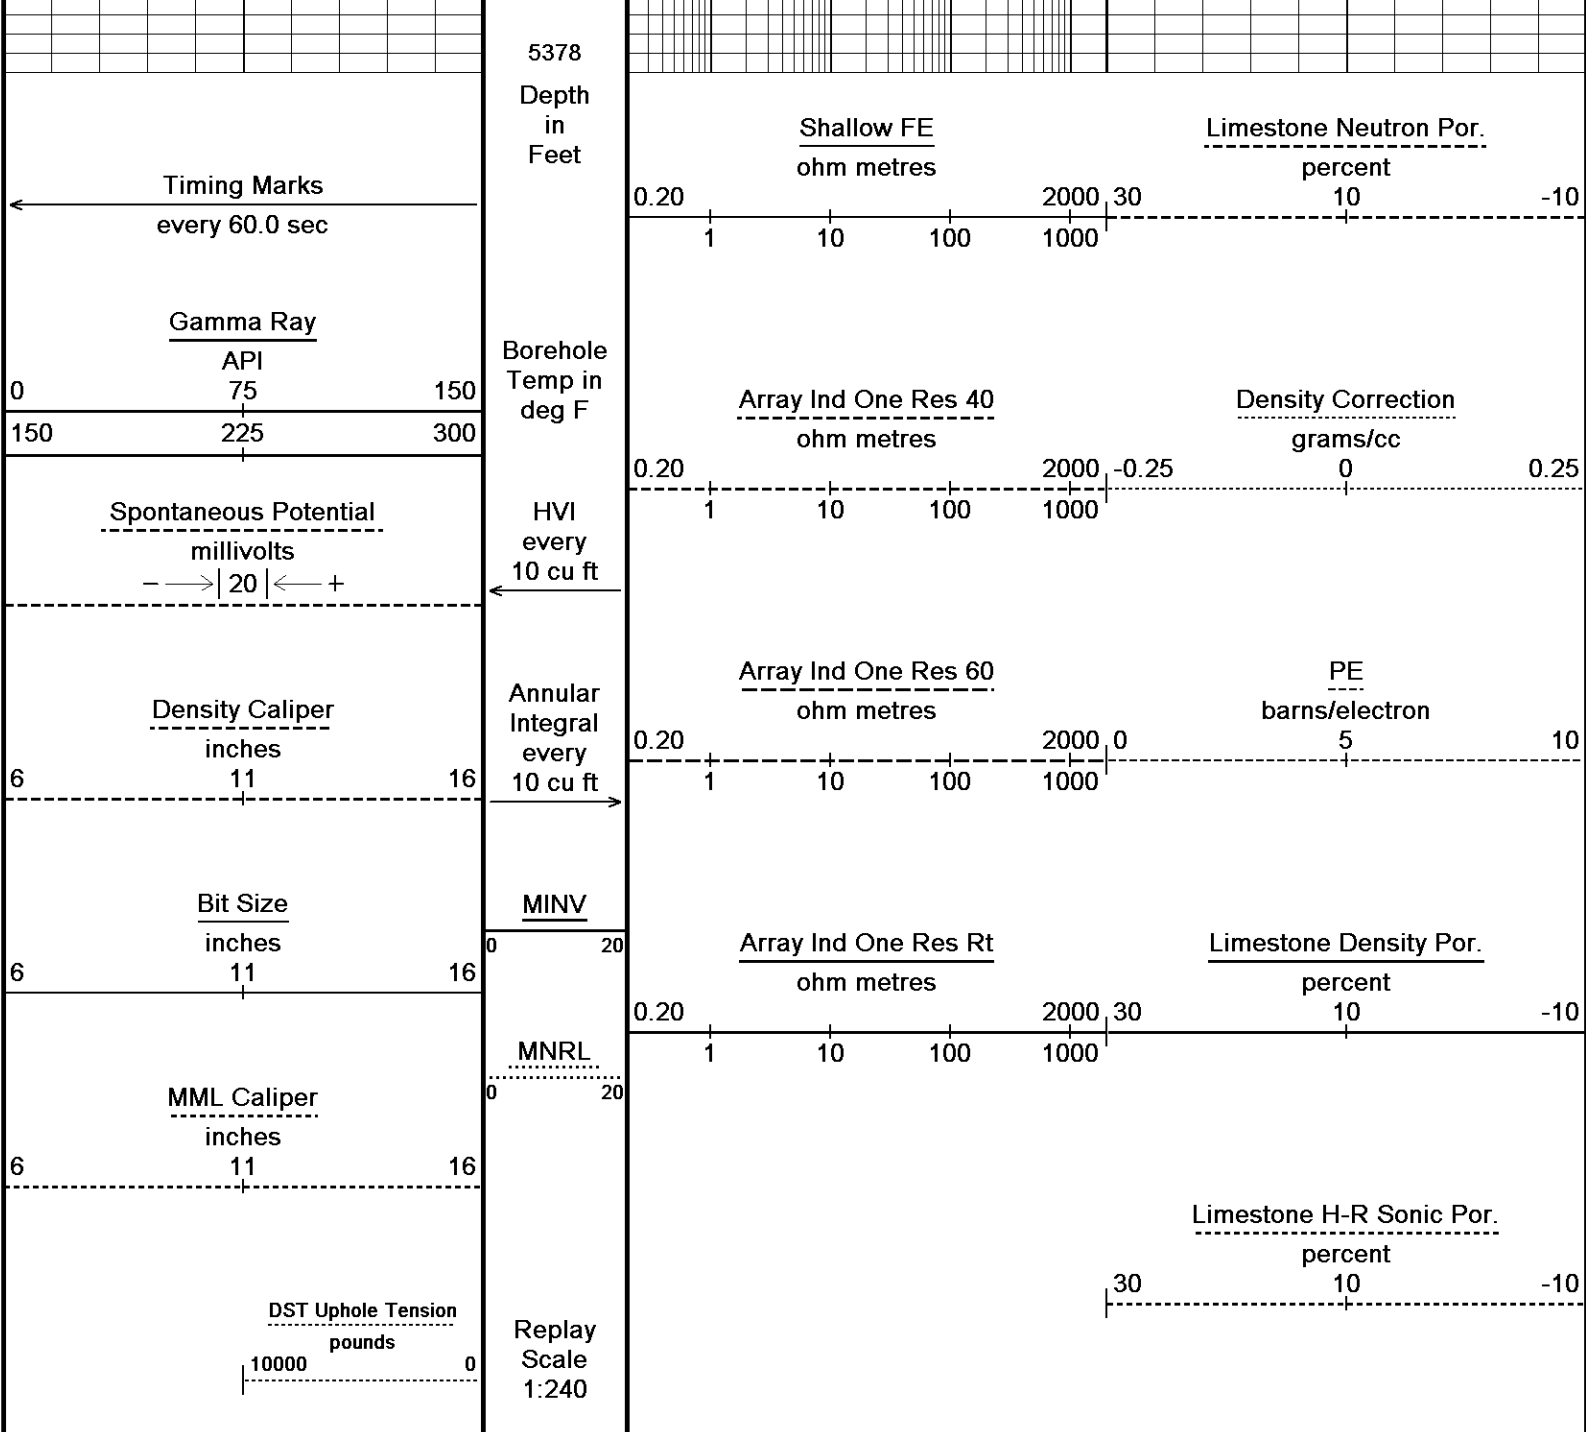 5378
Depth
in
Feet
Timing Marks
every 60.0 sec
Gamma Ray
API
0 75 150
150 225 300
Spontaneous Potential
millivolts
− 20 +
Density Caliper
inches
6 11 16
Bit Size
inches
6 11 16
MML Caliper
inches
6 11 16
DST Uphole Tension
pounds
10000 0
Borehole
Temp in
deg F
HVI
every
10 cu ft
Annular
Integral
every
10 cu ft
MINV
0 20
MNRL
0 20
Replay
Scale
1:240
Shallow FE
ohm metres
0.20 2000
1 10 100 1000
Array Ind One Res 40
ohm metres
0.20 2000
1 10 100 1000
Array Ind One Res 60
ohm metres
0.20 2000
1 10 100 1000
Array Ind One Res Rt
ohm metres
0.20 2000
1 10 100 1000
Limestone Neutron Por.
percent
30 10 -10
Density Correction
grams/cc
-0.25 0 0.25
PE
barns/electron
0 5 10
Limestone Density Por.
percent
30 10 -10
Limestone H-R Sonic Por.
percent
30 10 -10